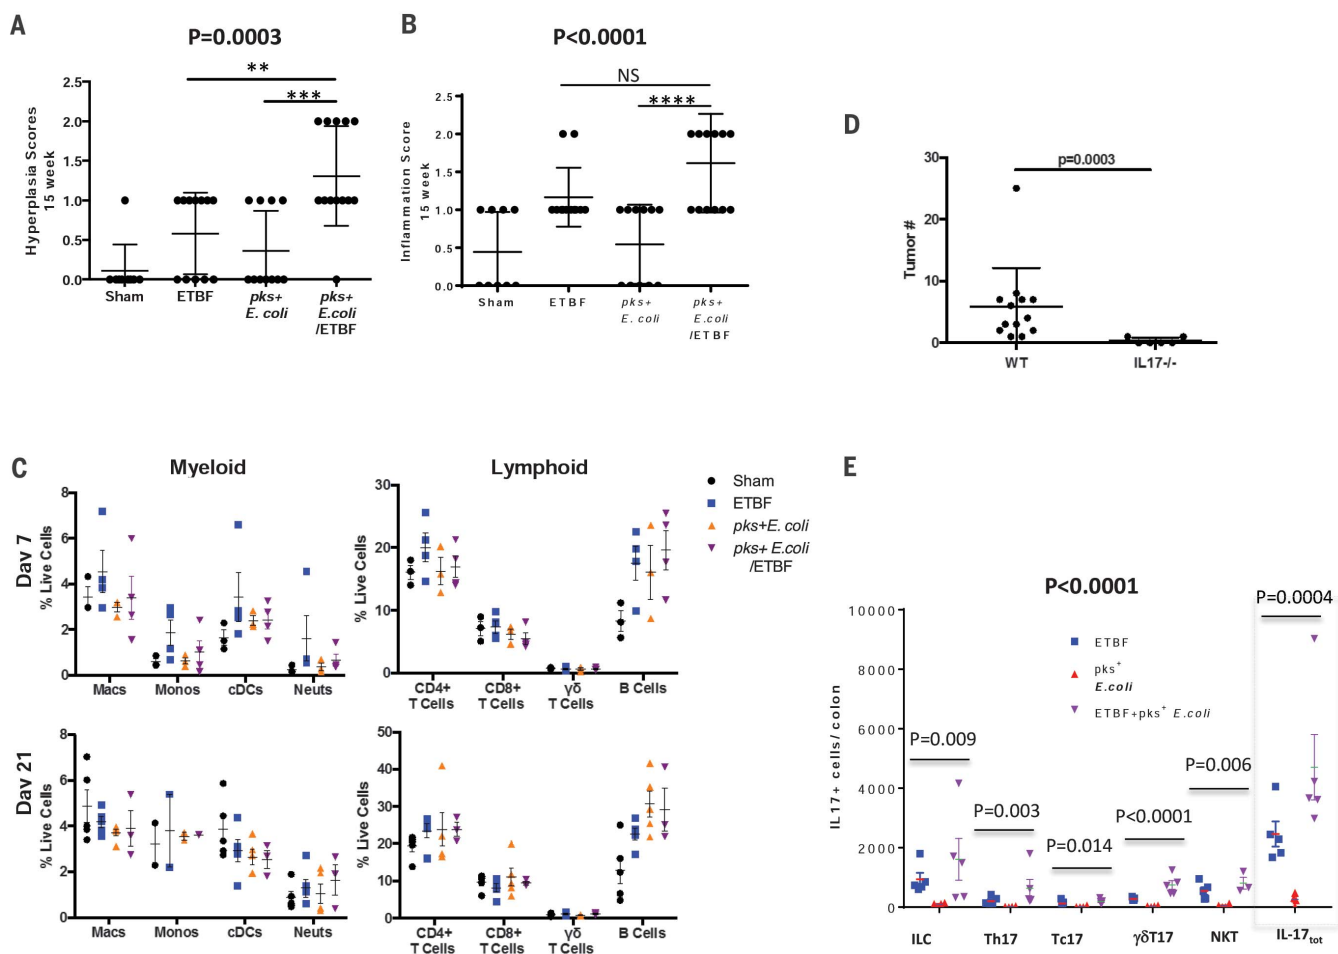 A
P=0.0003
**
***
2.5
2.0
1.5
1.0
0.5
0.0
Hyperplasia Scores
15 week
Sham
ETBF
pks+
E. coli
pks+
E.coli
/ETBF
B
P<0.0001
NS
****
2.5
2.0
1.5
1.0
0.5
0.0
Inflammation Score
15 week
Sham
ETBF
pks+
E. coli
pks+
E. coli
/ETBF
D
p=0.0003
30
20
10
0
Tumor #
WT
IL17-/-
C
Myeloid
Lymphoid
Day 7
8
6
4
2
0
% Live Cells
Macs
Monos
cDCs
Neuts
30
20
10
0
% Live Cells
CD4+
T Cells
CD8+
T Cells
γδ
T Cells
B Cells
Sham
ETBF
pks+E. coli
pks+ E.coli
/ETBF
Day 21
8
6
4
2
0
% Live Cells
Macs
Monos
cDCs
Neuts
50
40
30
20
10
0
% Live Cells
CD4+
T Cells
CD8+
T Cells
γδ
T Cells
B Cells
E
P<0.0001
10000
8000
6000
4000
2000
0
IL17+ cells/colon
ETBF
pks+
E.coli
ETBF+pks+ E.coli
P=0.009
P=0.003
P=0.014
P<0.0001
P=0.006
P=0.0004
ILC
Th17
Tc17
γδT17
NKT
IL-17tot